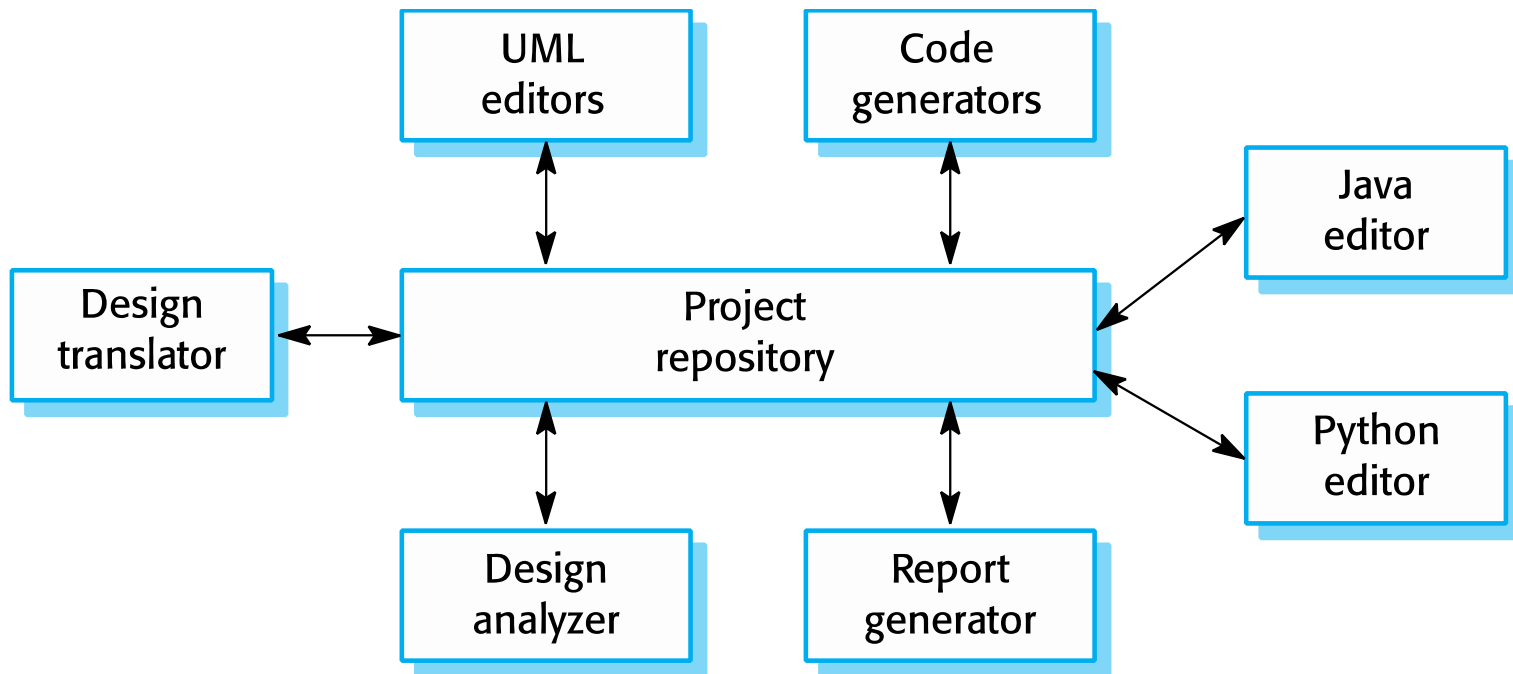 UML
editors
Code
generators
Java
editor
Design
translator
Project
repository
Python
editor
Design
analyzer
Report
generator